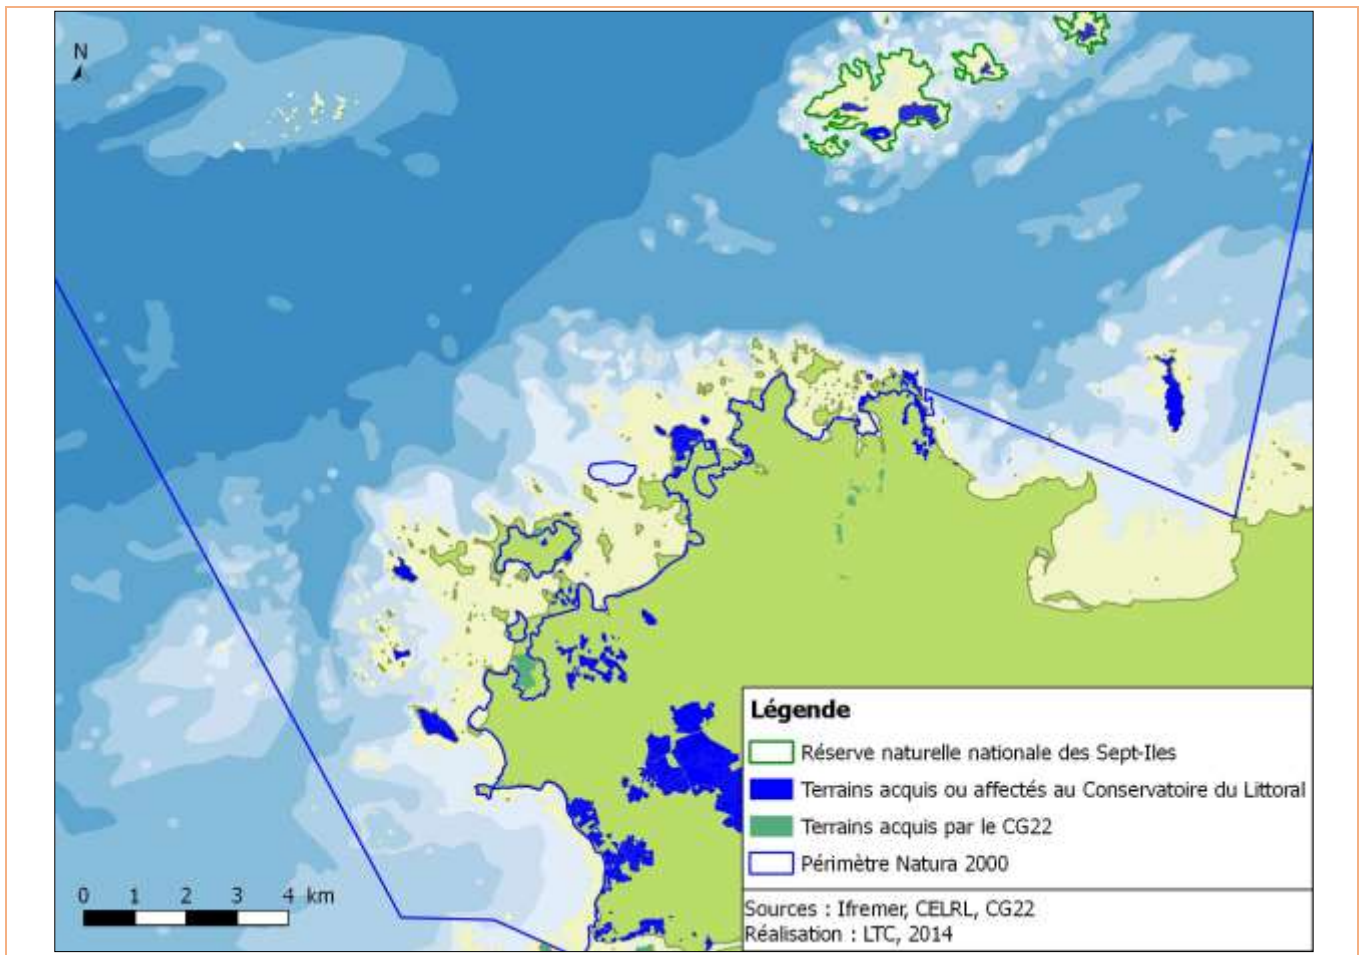 N
Légende
Réserve naturelle nationale des Sept-Iles
Terrains acquis ou affectés au Conservatoire du Littoral
Terrains acquis par le CG22
Périmètre Natura 2000
0 1 2 3 4 km
Sources : Ifremer, CELRL, CG22
Réalisation : LTC, 2014